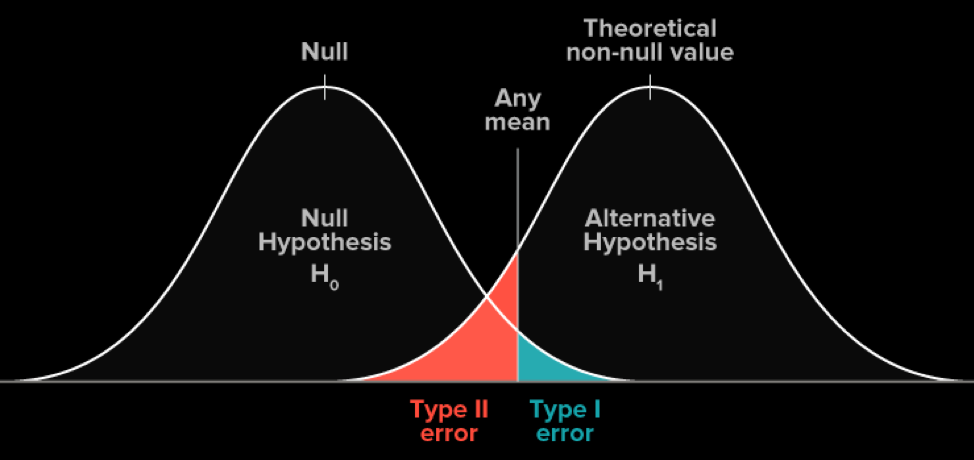 Null
Theoretical
non-null value
Any
mean
Null
Hypothesis
H₀
Alternative
Hypothesis
H₁
Type II
error
Type I
error